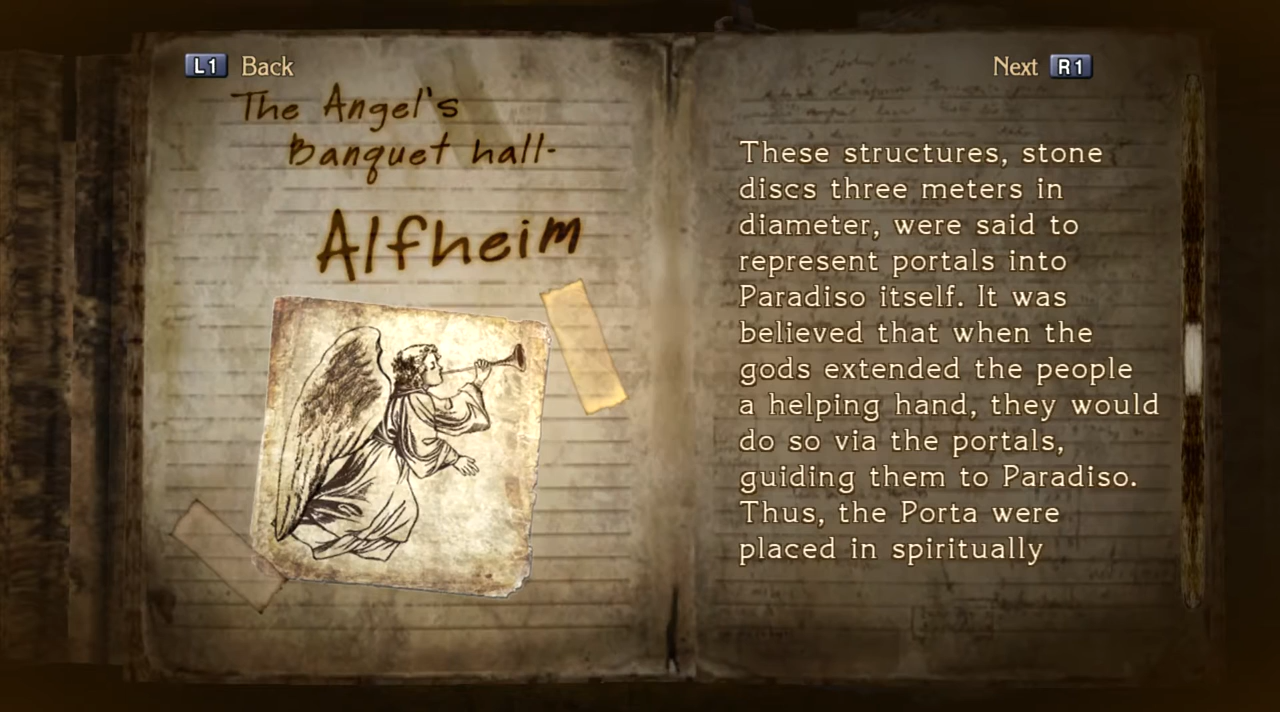 L1 Back
Next R1
The Angel's
Banquet hall-
Alfheim
These structures, stone
discs three meters in
diameter, were said to
represent portals into
Paradiso itself. It was
believed that when the
gods extended the people
a helping hand, they would
do so via the portals,
guiding them to Paradiso.
Thus, the Porta were
placed in spiritually